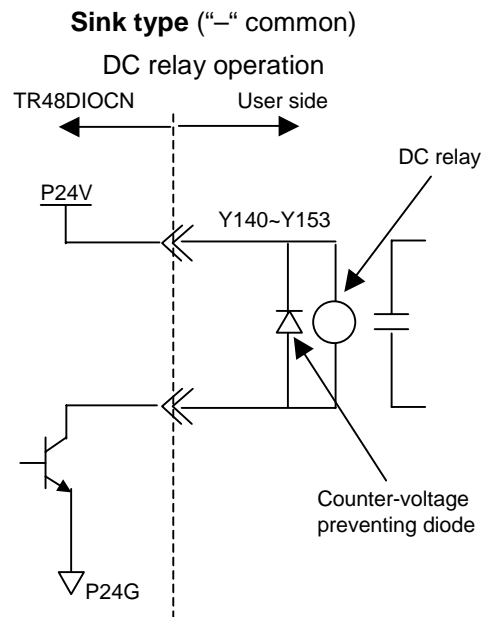 Sink type (“–“ common)
DC relay operation
TR48DIOCN
User side
DC relay
P24V
Y140~Y153
Counter-voltage
preventing diode
P24G